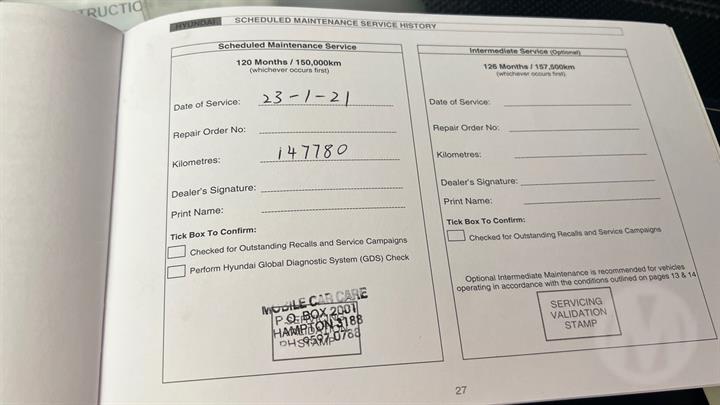 TRUCTIO
HYUNDAI SCHEDULED MAINTENANCE SERVICE HISTORY
Scheduled Maintenance Service
120 Months / 150,000km
(whichever occurs first)
Date of Service: 23-1-21
Repair Order No:
Kilometres: 147780
Dealer's Signature:
Print Name:
Tick Box To Confirm:
Checked for Outstanding Recalls and Service Campaigns
Perform Hyundai Global Diagnostic System (GDS) Check
MOBILE CAR CARE
P.O. BOX 2001
HAMPTON 3188
PH 9597 0788
STAMP
Intermediate Service (Optional)
126 Months / 157,500km
(whichever occurs first)
Date of Service:
Repair Order No:
Kilometres:
Dealer's Signature:
Print Name:
Tick Box To Confirm:
Checked for Outstanding Recalls and Service Campaigns
Optional Intermediate Maintenance is recommended for vehicles
operating in accordance with the conditions outlined on pages 13 & 14
SERVICING
VALIDATION
STAMP
27